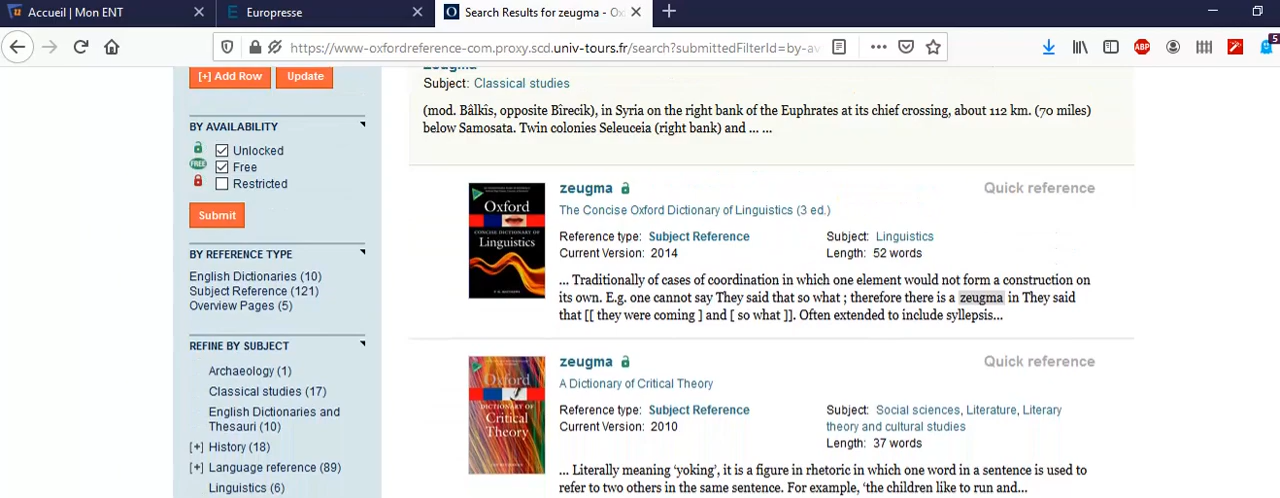 Accueil | Mon ENT
Europresse
Search Results for zeugma - Ox
5
https://www-oxfordreference-com.proxy.scd.univ-tours.fr/search?submittedFilterId=by-av
ABP
[+] Add Row
Update
BY AVAILABILITY
Unlocked
FREE
Free
Restricted
Submit
BY REFERENCE TYPE
English Dictionaries (10)
Subject Reference (121)
Overview Pages (5)
REFINE BY SUBJECT
Archaeology (1)
Classical studies (17)
English Dictionaries and
Thesauri (10)
[+] History (18)
[+] Language reference (89)
Linguistics (6)
Zeugma
Subject: Classical studies
(mod. Bâlkis, opposite Bîrecik), in Syria on the right bank of the Euphrates at its chief crossing, about 112 km. (70 miles)
below Samosata. Twin colonies Seleuceia (right bank) and ... ...
Oxford
CONCISE DICTIONARY OF
Linguistics
zeugma
Quick reference
The Concise Oxford Dictionary of Linguistics (3 ed.)
Reference type: Subject Reference
Subject: Linguistics
Current Version: 2014
Length: 52 words
... Traditionally of cases of coordination in which one element would not form a construction on
its own. E.g. one cannot say They said that so what ; therefore there is a zeugma in They said
that [[ they were coming ] and [ so what ]]. Often extended to include syllepsis...
Oxford
DICTIONARY OF
Critical
Theory
zeugma
Quick reference
A Dictionary of Critical Theory
Reference type: Subject Reference
Subject: Social sciences, Literature, Literary
Current Version: 2010
theory and cultural studies
Length: 37 words
... Literally meaning ‘yoking’, it is a figure in rhetoric in which one word in a sentence is used to
refer to two others in the same sentence. For example, ‘the children like to run and...